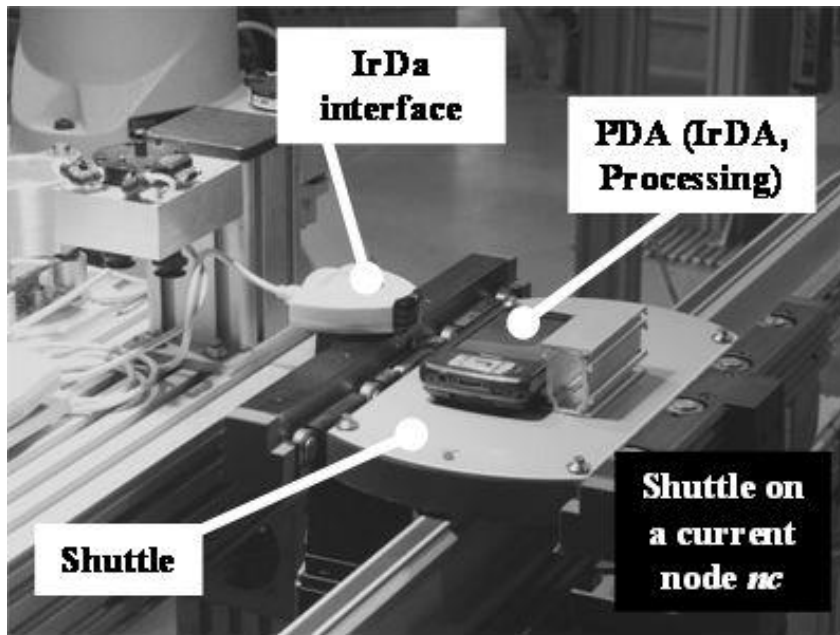 IrDa
interface
PDA (IrDA,
Processing)
Shuttle
Shuttle on
a current
node nc